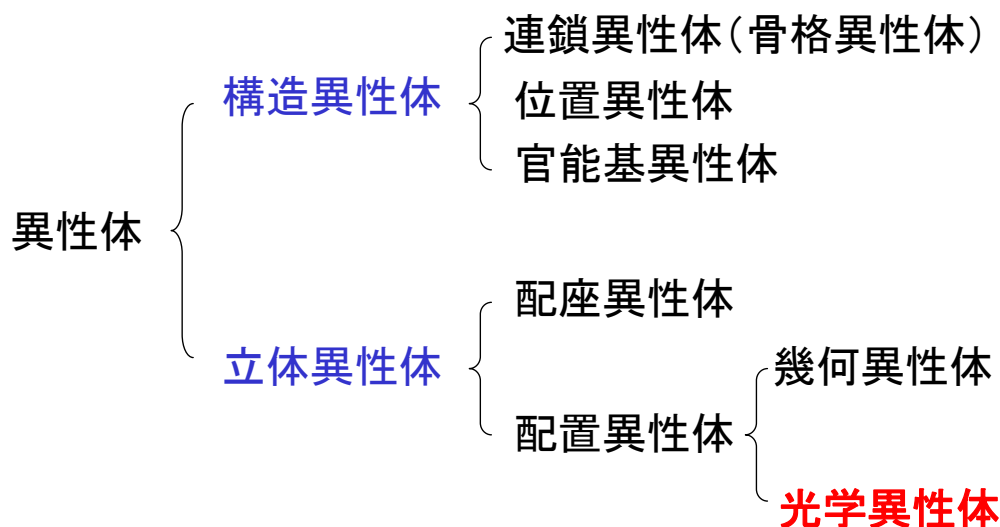 連鎖異性体(骨格異性体)
構造異性体
位置異性体
官能基異性体
異性体
配座異性体
立体異性体
幾何異性体
配置異性体
光学異性体